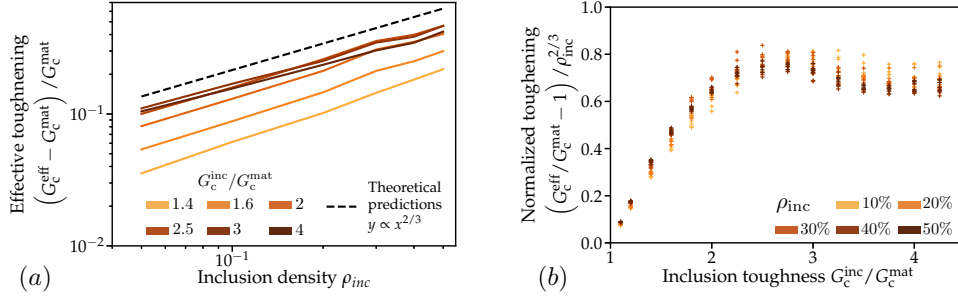 Effective toughnening
(G_c^eff − G_c^mat) / G_c^mat
10^−1
10^−2
G_c^inc/G_c^mat
1.4 1.6 2
2.5 3 4
Theoretical
predictions
y ∝ x^2/3
10^−1
(a) Inclusion density ρ_inc
Normalized toughening
(G_c^eff/G_c^mat − 1) / ρ_inc^2/3
1.0
0.8
0.6
0.4
0.2
0.0
ρ_inc 10% 20%
30% 40% 50%
1 2 3 4
(b) Inclusion toughness G_c^inc/G_c^mat